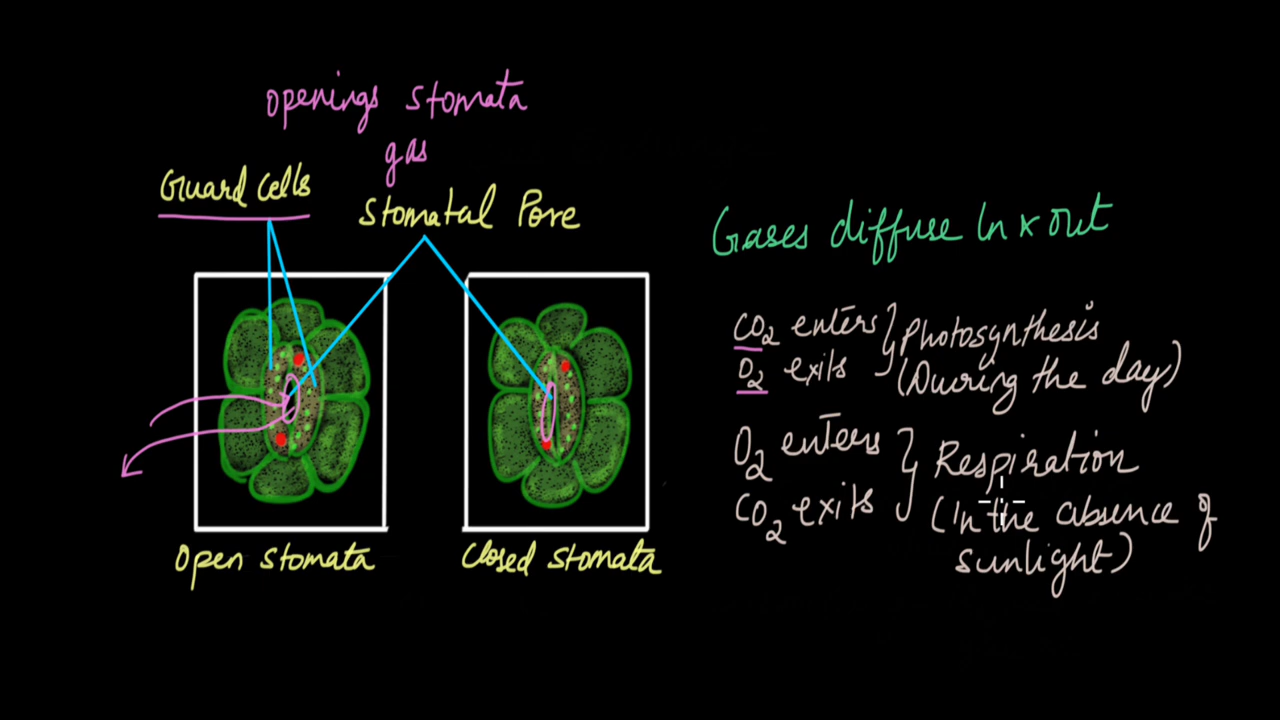 Openings Stomata
gas
Guard Cells
Stomatal Pore
Gases diffuse In & out
CO2 enters
O2 exits
Photosynthesis
(During the day)
O2 enters
CO2 exits
Respiration
(In the absence of
sunlight)
Open Stomata
Closed Stomata